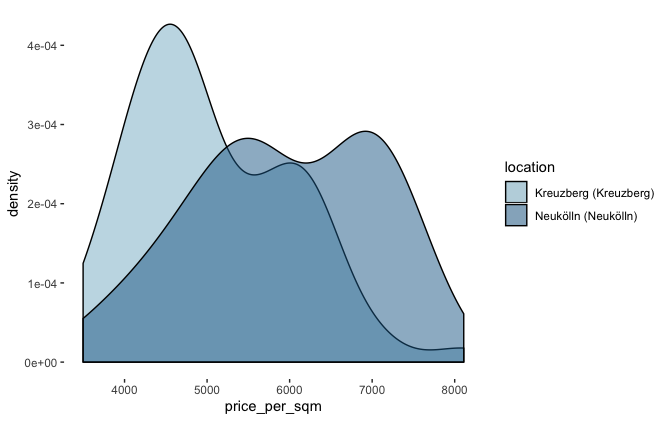 4e-04
3e-04
2e-04
1e-04
0e+00
density
4000 5000 6000 7000 8000
price_per_sqm
location
Kreuzberg (Kreuzberg)
Neukölln (Neukölln)